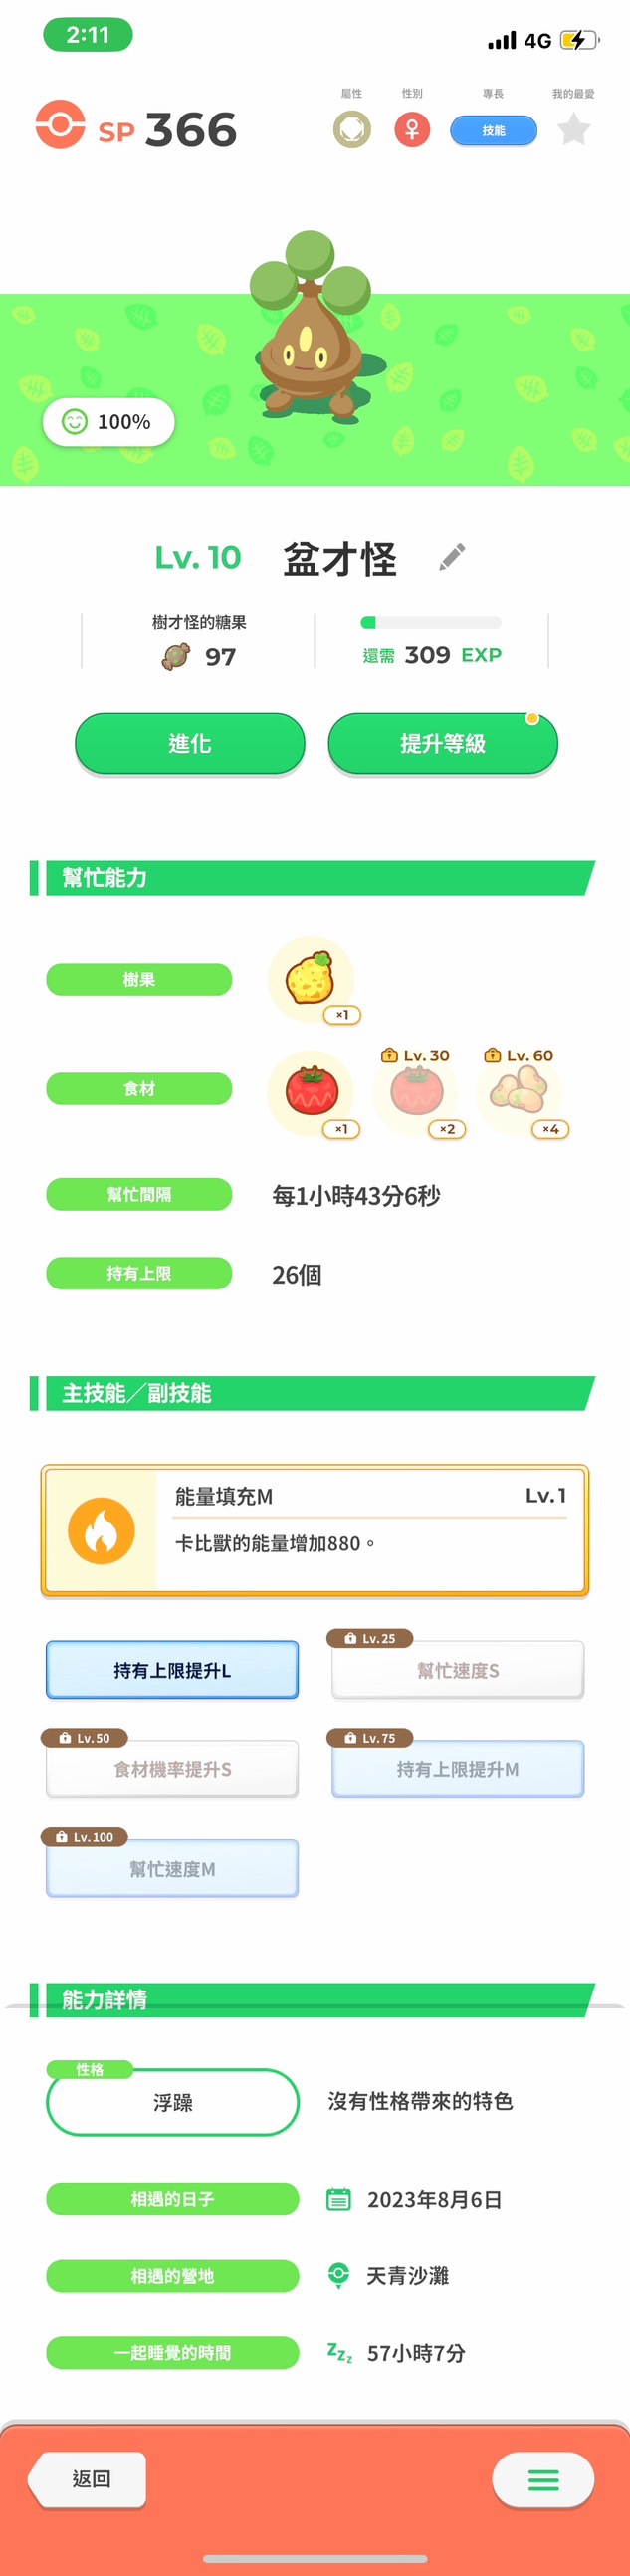 2:11
4G
屬性 性別 專長 我的最愛
SP 366
技能
100%
Lv. 10 盆才怪
樹才怪的糖果
97
還需 309 EXP
進化 提升等級
幫忙能力
樹果
×1
食材
Lv. 30 Lv. 60
×1 ×2 ×4
幫忙間隔 每1小時43分6秒
持有上限 26個
主技能／副技能
能量填充M Lv.1
卡比獸的能量增加880。
持有上限提升L
Lv.25
幫忙速度S
Lv.50
食材機率提升S
Lv.75
持有上限提升M
Lv.100
幫忙速度M
能力詳情
性格
浮躁 沒有性格帶來的特色
相遇的日子 2023年8月6日
相遇的營地 天青沙灘
一起睡覺的時間 zzz 57小時7分
返回